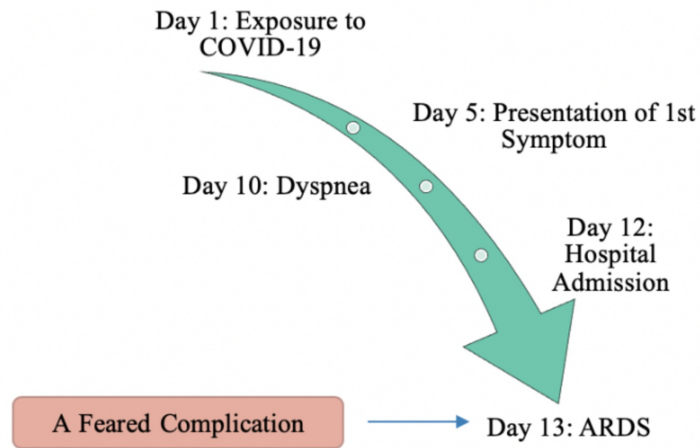 Day 1: Exposure to
COVID-19
Day 5: Presentation of 1st
Symptom
Day 10: Dyspnea
Day 12:
Hospital
Admission
A Feared Complication
Day 13: ARDS